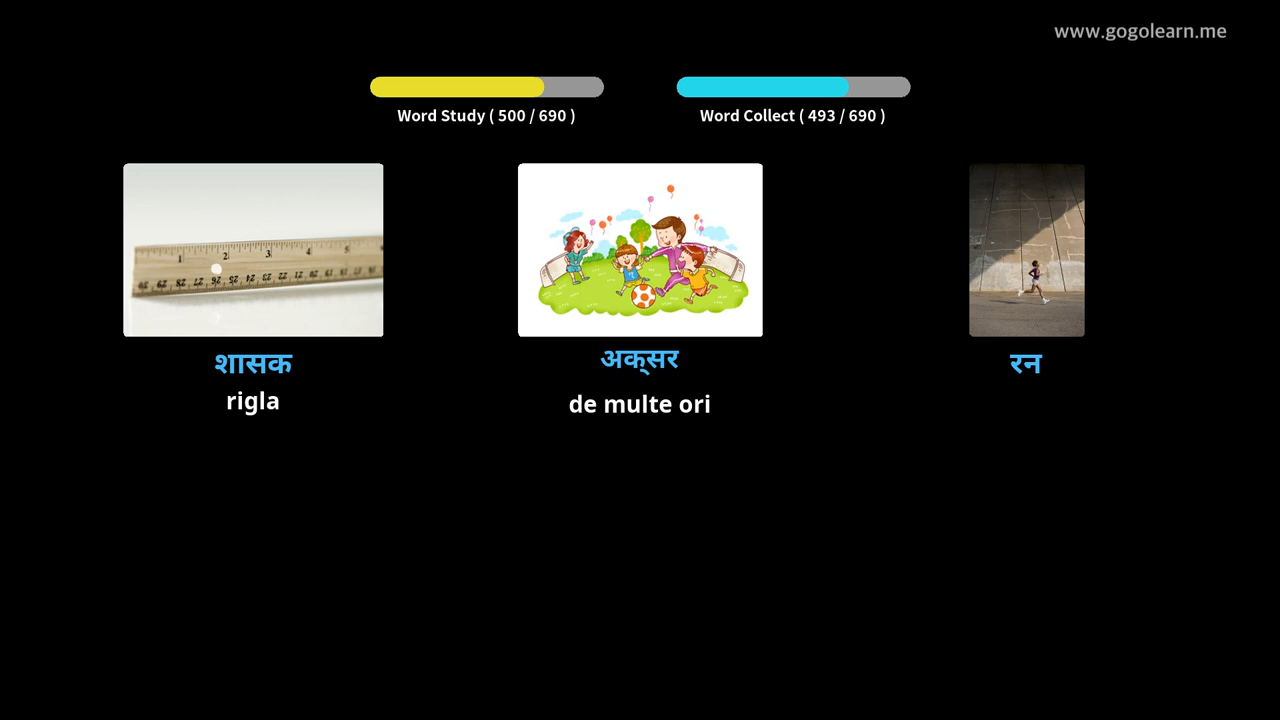 www.gogolearn.me
Word Study ( 500 / 690 )
Word Collect ( 493 / 690 )
शासक
rigla
अक्सर
de multe ori
रन